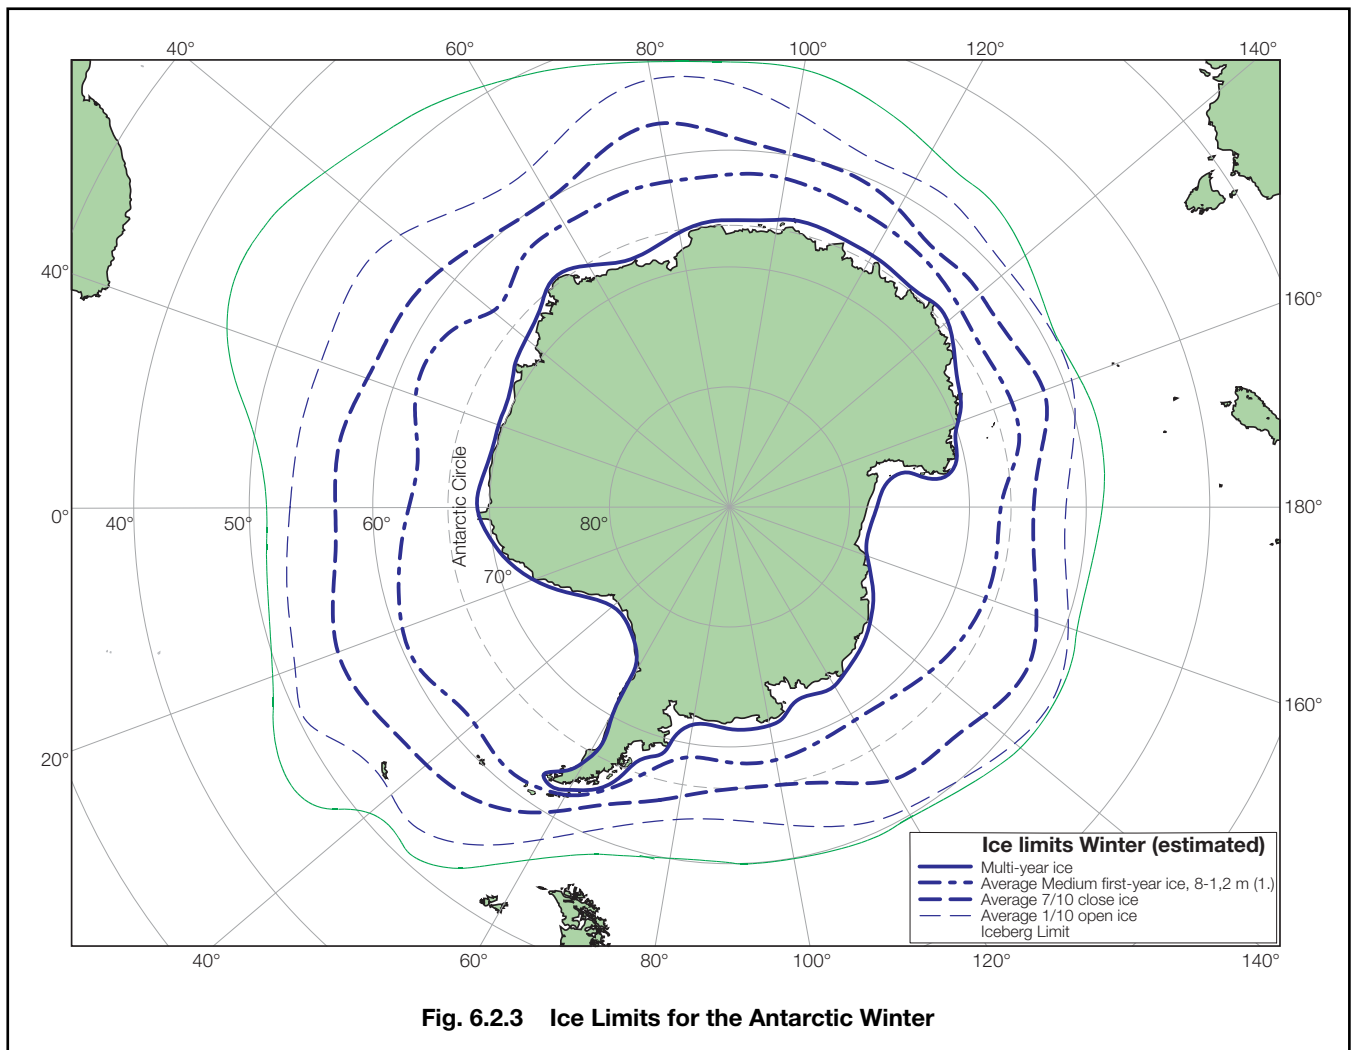 40° 60° 80° 100° 120° 140°
40°
160°
Antarctic Circle
0° 40° 50° 60° 80° 180°
70°
160°
20°
Ice limits Winter (estimated)
Multi-year ice
Average Medium first-year ice, 8-1,2 m (1.)
Average 7/10 close ice
Average 1/10 open ice
Iceberg Limit
40° 60° 80° 100° 120° 140°
Fig. 6.2.3 Ice Limits for the Antarctic Winter